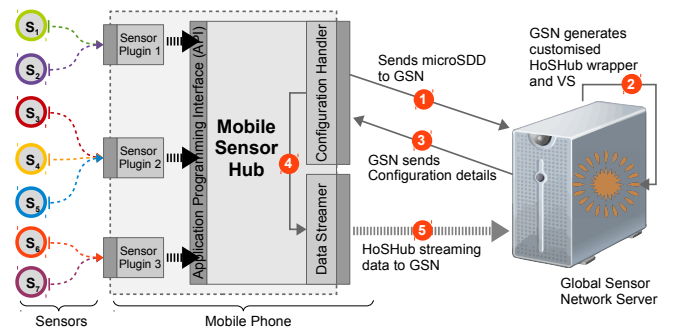 S1
S2
S3
S4
S5
S6
S7
Sensors
Sensor
Plugin 1
Sensor
Plugin 2
Sensor
Plugin 3
Application Programming Interface (API)
Mobile
Sensor
Hub
Configuration Handler
Data Streamer
4
Mobile Phone
Sends microSDD
to GSN
1
3
GSN sends
Configuration details
5
HoSHub streaming
data to GSN
GSN generates
customised
HoSHub wrapper
and VS
2
Global Sensor
Network Server